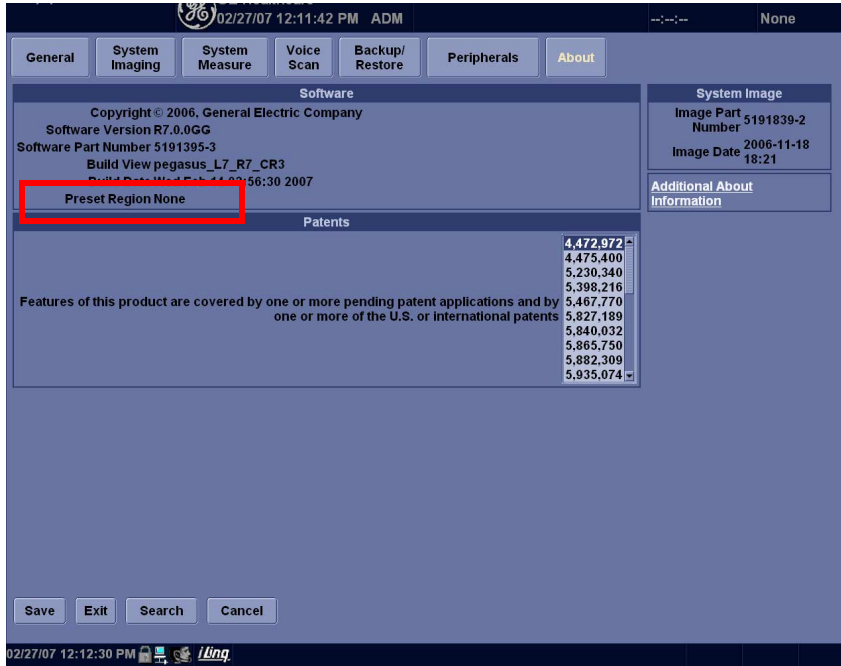 02/27/07 12:11:42 PM ADM
--:--:-- None
General
System Imaging
System Measure
Voice Scan
Backup/ Restore
Peripherals
About
Software
Copyright © 2006, General Electric Company
Software Version R7.0.0GG
Software Part Number 5191395-3
Build View pegasus_L7_R7_CR3
Build Date Wed Feb 14 03:56:30 2007
Preset Region None
System Image
Image Part Number 5191839-2
Image Date 2006-11-18 18:21
Additional About Information
Patents
Features of this product are covered by one or more pending patent applications and by
one or more of the U.S. or international patents
4,472,972
4,475,400
5,230,340
5,398,216
5,467,770
5,827,189
5,840,032
5,865,750
5,882,309
5,935,074
Save
Exit
Search
Cancel
02/27/07 12:12:30 PM
iLinq